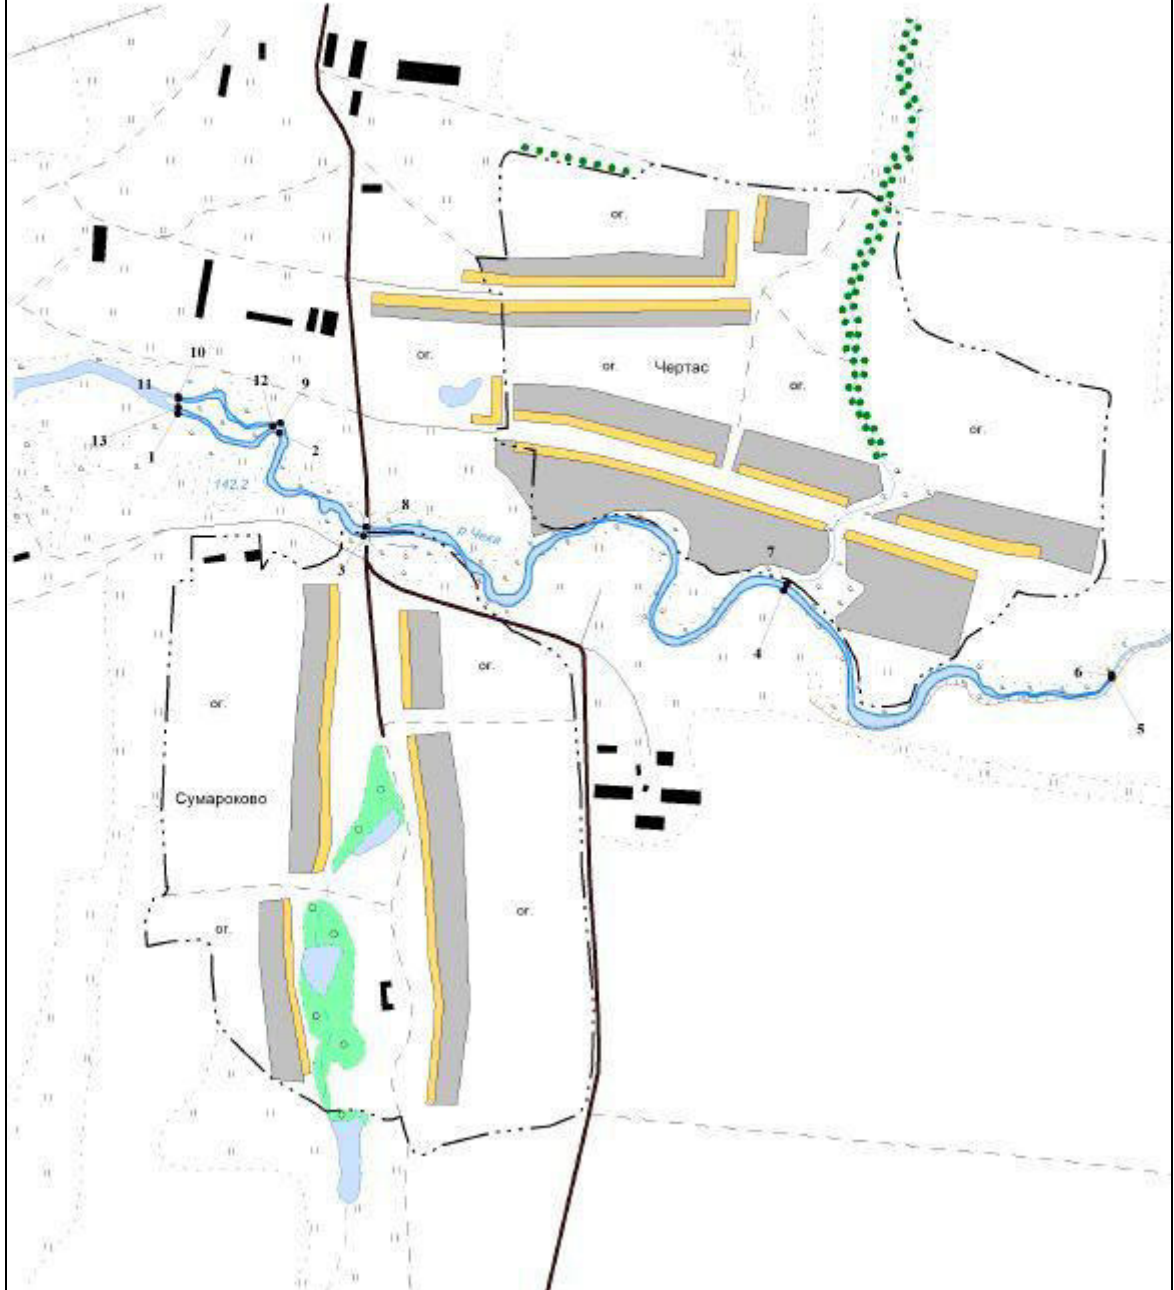 ог.
ог.
ог.
Чертас
ог.
10
11
12
9
13
1
2
ог.
142.2
8
р.Чека
3
7
4
6
5
ог.
ог.
Сумароково
ог.
ог.